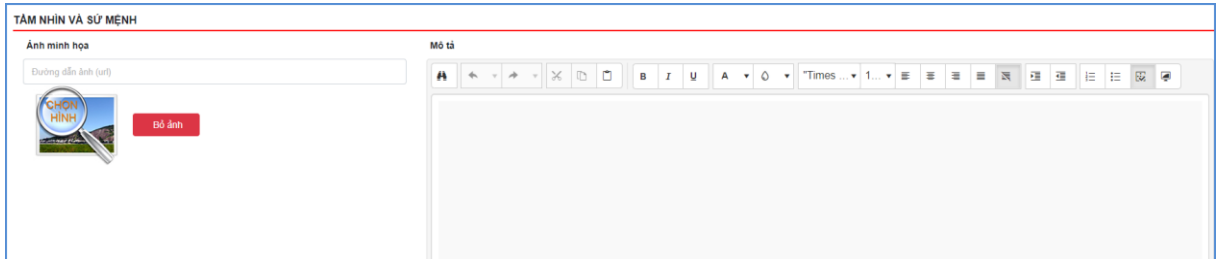 TẦM NHÌN VÀ SỨ MỆNH
Ảnh minh họa
Đường dẫn ảnh (url)
CHỌN
HÌNH
Bỏ ảnh
Mô tả
B I U A "Times ... 1...